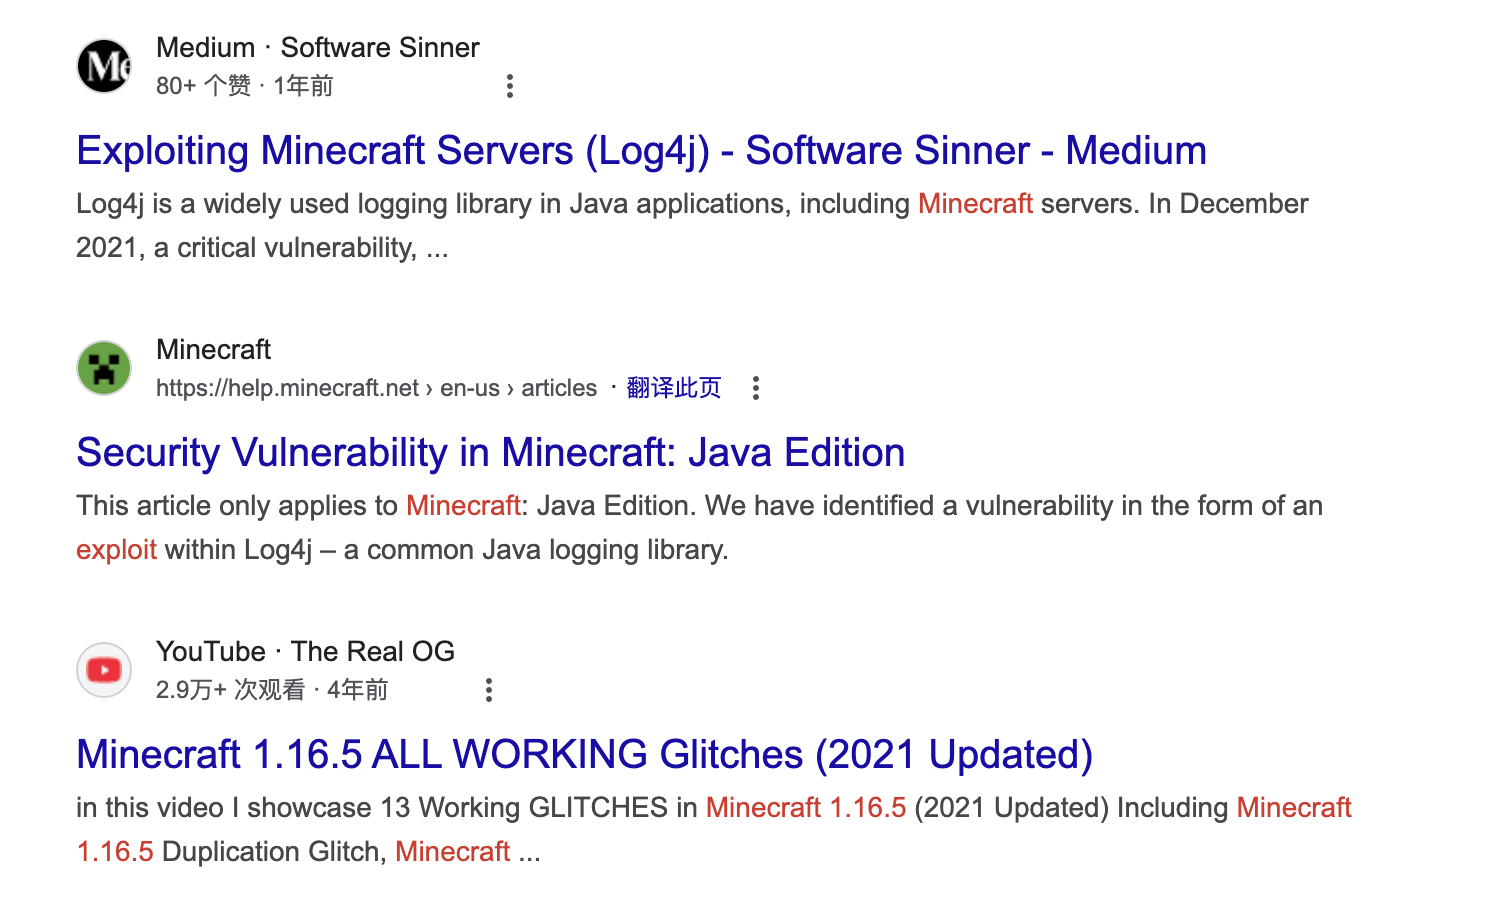 Medium · Software Sinner
80+ 个赞 · 1年前
Exploiting Minecraft Servers (Log4j) - Software Sinner - Medium
Log4j is a widely used logging library in Java applications, including Minecraft servers. In December
2021, a critical vulnerability, ...
Minecraft
https://help.minecraft.net › en-us › articles · 翻译此页
Security Vulnerability in Minecraft: Java Edition
This article only applies to Minecraft: Java Edition. We have identified a vulnerability in the form of an
exploit within Log4j – a common Java logging library.
YouTube · The Real OG
2.9万+ 次观看 · 4年前
Minecraft 1.16.5 ALL WORKING Glitches (2021 Updated)
in this video I showcase 13 Working GLITCHES in Minecraft 1.16.5 (2021 Updated) Including Minecraft
1.16.5 Duplication Glitch, Minecraft ...